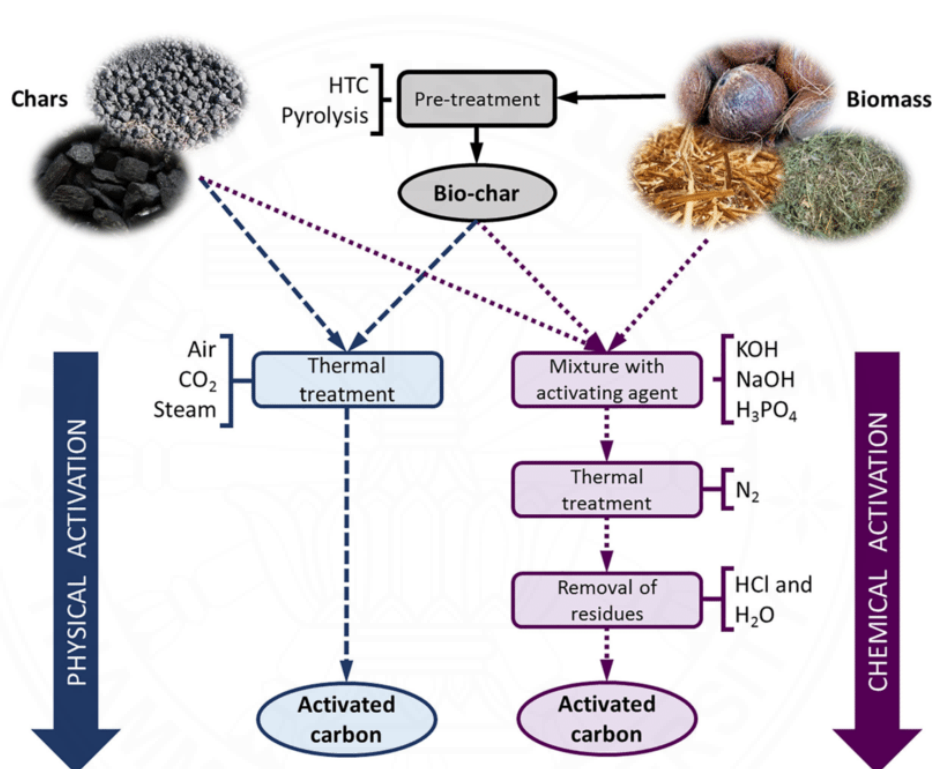 Chars
HTC
Pyrolysis
Pre-treatment
Biomass
Bio-char
Air
CO₂
Steam
Thermal
treatment
Mixture with
activating agent
KOH
NaOH
H₃PO₄
Thermal
treatment
N₂
Removal of
residues
HCl and
H₂O
Activated
carbon
Activated
carbon
PHYSICAL ACTIVATION
CHEMICAL ACTIVATION